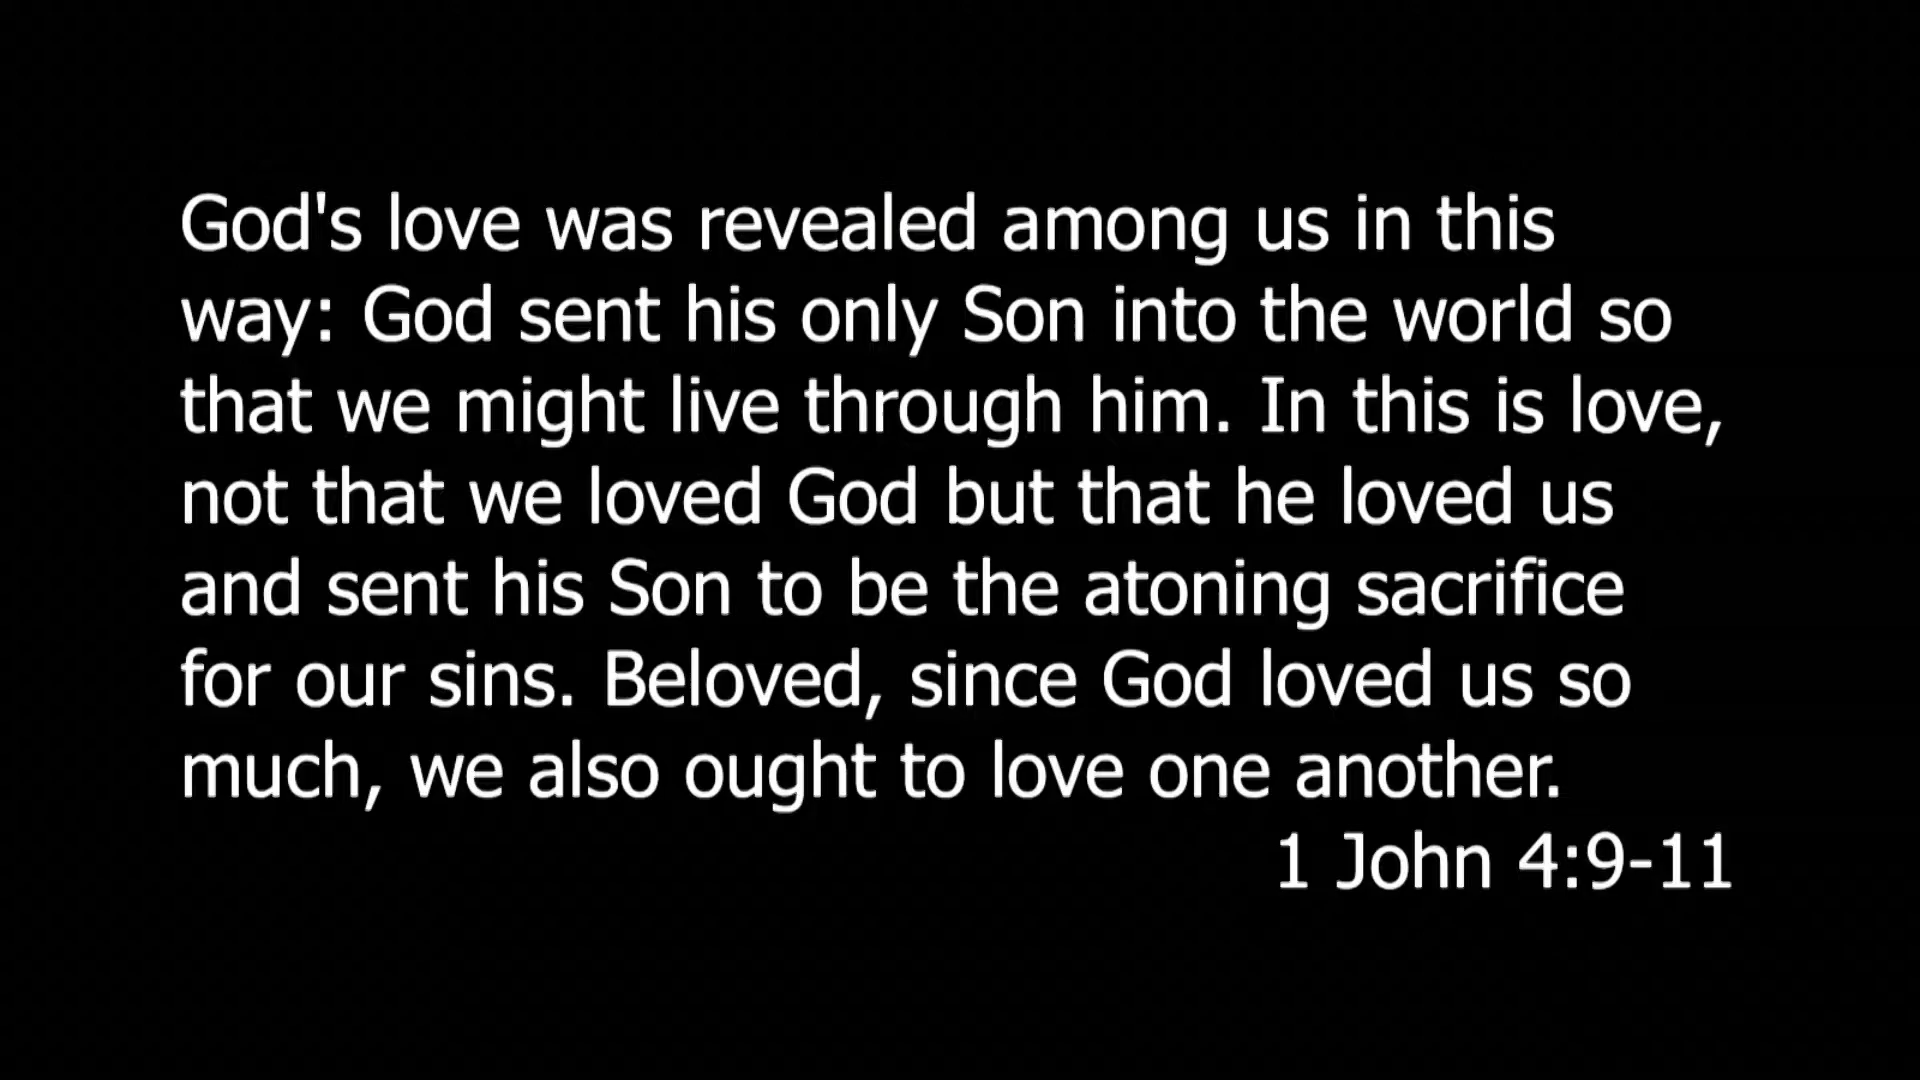 God's love was revealed among us in this
way: God sent his only Son into the world so
that we might live through him. In this is love,
not that we loved God but that he loved us
and sent his Son to be the atoning sacrifice
for our sins. Beloved, since God loved us so
much, we also ought to love one another.
1 John 4:9-11